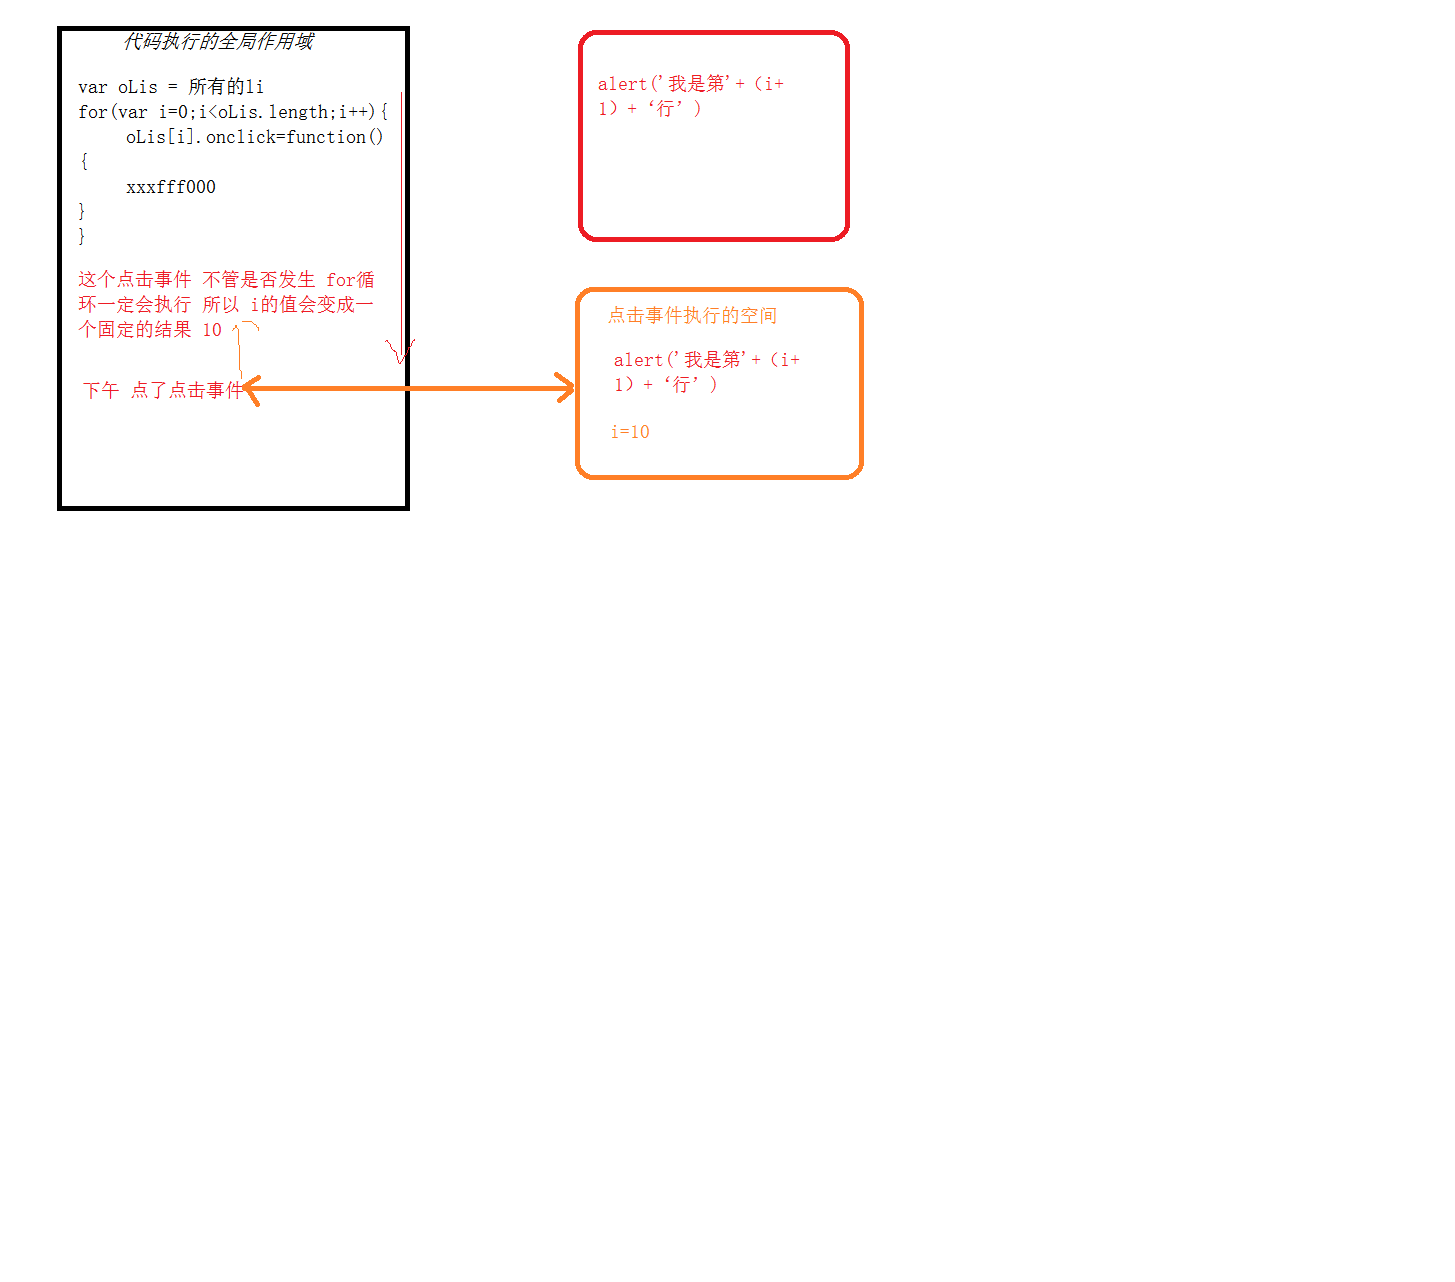 代码执行的全局作用域
var oLis = 所有的li
for(var i=0;i<oLis.length;i++){
oLis[i].onclick=function()
{
xxxfff000
}
}
这个点击事件 不管是否发生 for循
环一定会执行 所以 i的值会变成一
个固定的结果 10
下午 点了点击事件
alert('我是第'+（i+
1）+‘行’)
点击事件执行的空间
alert('我是第'+（i+
1）+‘行’)
i=10